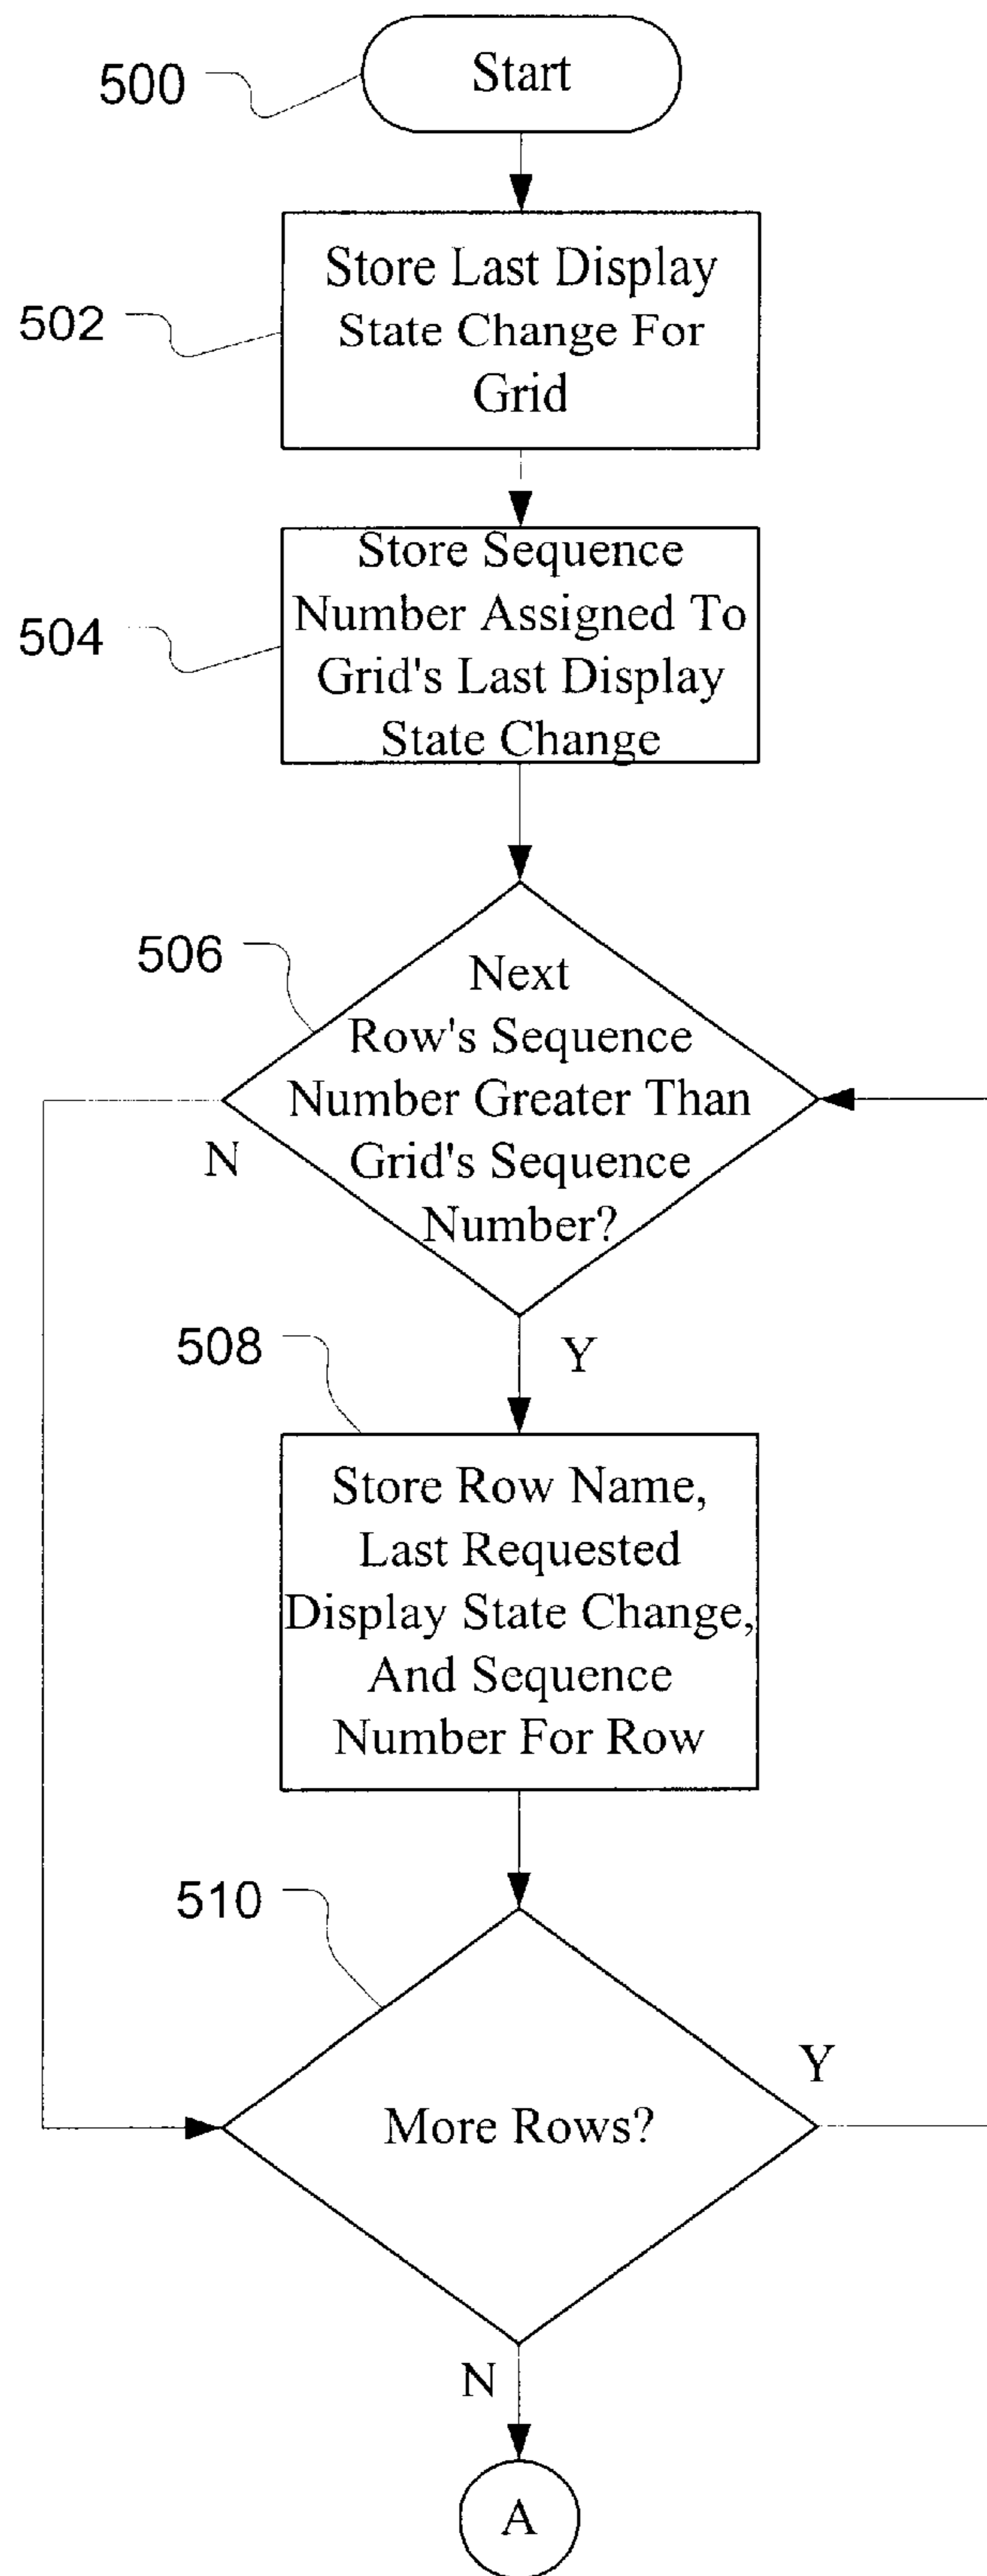 500
Start
502
Store Last Display
State Change For
Grid
504
Store Sequence
Number Assigned To
Grid's Last Display
State Change
506
Next
Row's Sequence
Number Greater Than
Grid's Sequence
Number?
N
Y
508
Store Row Name,
Last Requested
Display State Change,
And Sequence
Number For Row
510
More Rows?
Y
N
A